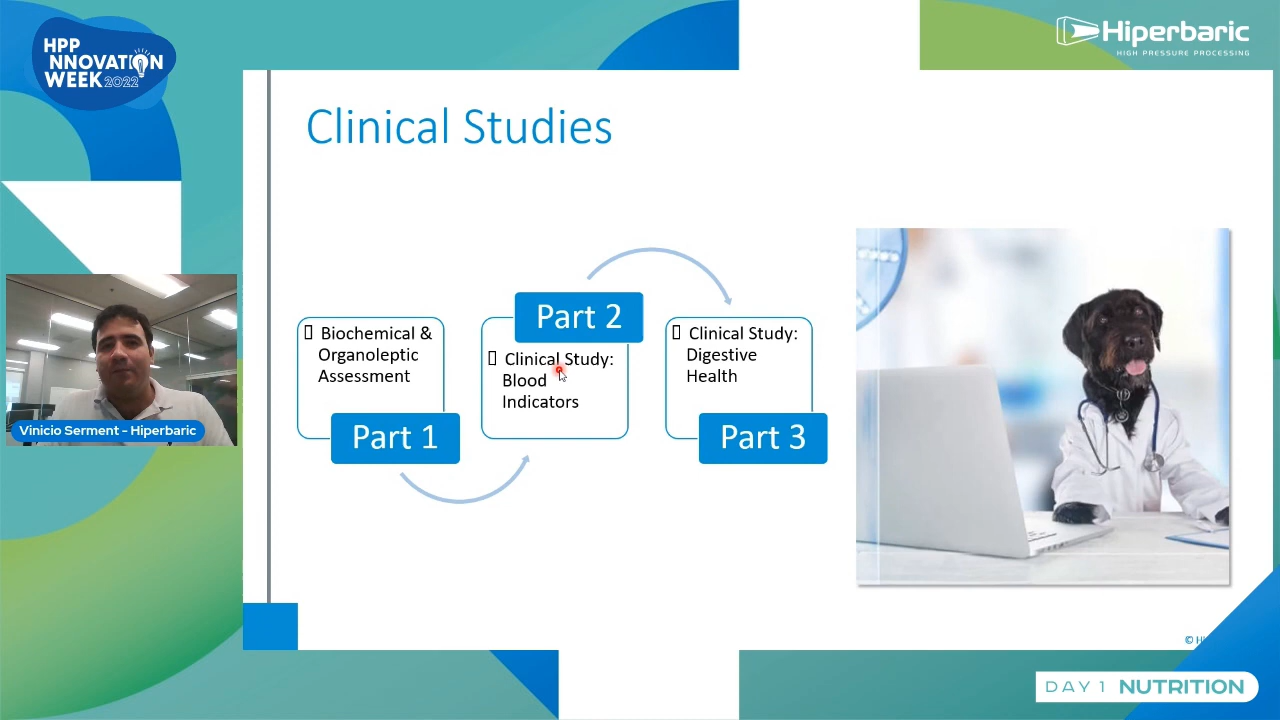 HPP
NNOVATION
WEEK 2022
Hiperbaric
HIGH PRESSURE PROCESSING
Clinical Studies
Biochemical &
Organoleptic
Assessment
Part 1
Part 2
Clinical Study:
Blood
Indicators
Clinical Study:
Digestive
Health
Part 3
Vinicio Serment - Hiperbaric
DAY 1 NUTRITION